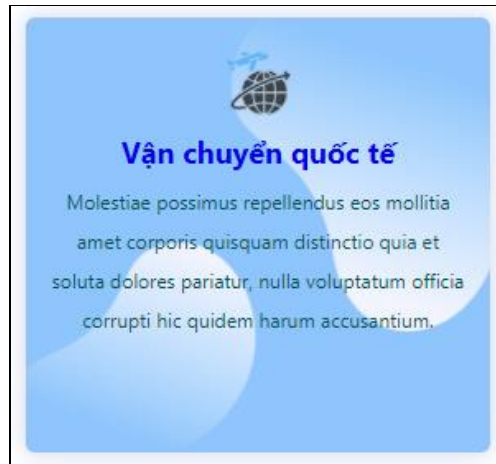 Vận chuyển quốc tế
Molestiae possimus repellendus eos mollitia
amet corporis quisquam distinctio quia et
soluta dolores pariatur, nulla voluptatum officia
corrupti hic quidem harum accusantium.